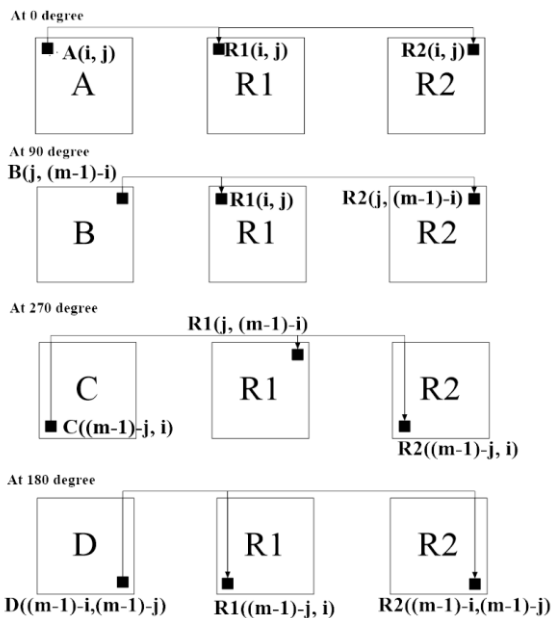 At 0 degree
A(i, j) R1(i, j) R2(i, j)
A R1 R2
At 90 degree
B(j, (m-1)-i)
R1(i, j) R2(j, (m-1)-i)
B R1 R2
At 270 degree
R1(j, (m-1)-i)
C R1 R2
C((m-1)-j, i) R2((m-1)-j, i)
At 180 degree
D R1 R2
D((m-1)-i,(m-1)-j) R1((m-1)-j, i) R2((m-1)-i,(m-1)-j)